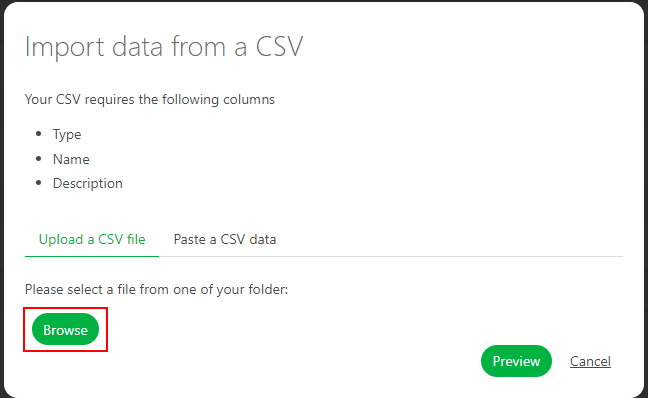 Import data from a CSV
Your CSV requires the following columns
Type
Name
Description
Upload a CSV file Paste a CSV data
Please select a file from one of your folder:
Browse
Preview Cancel